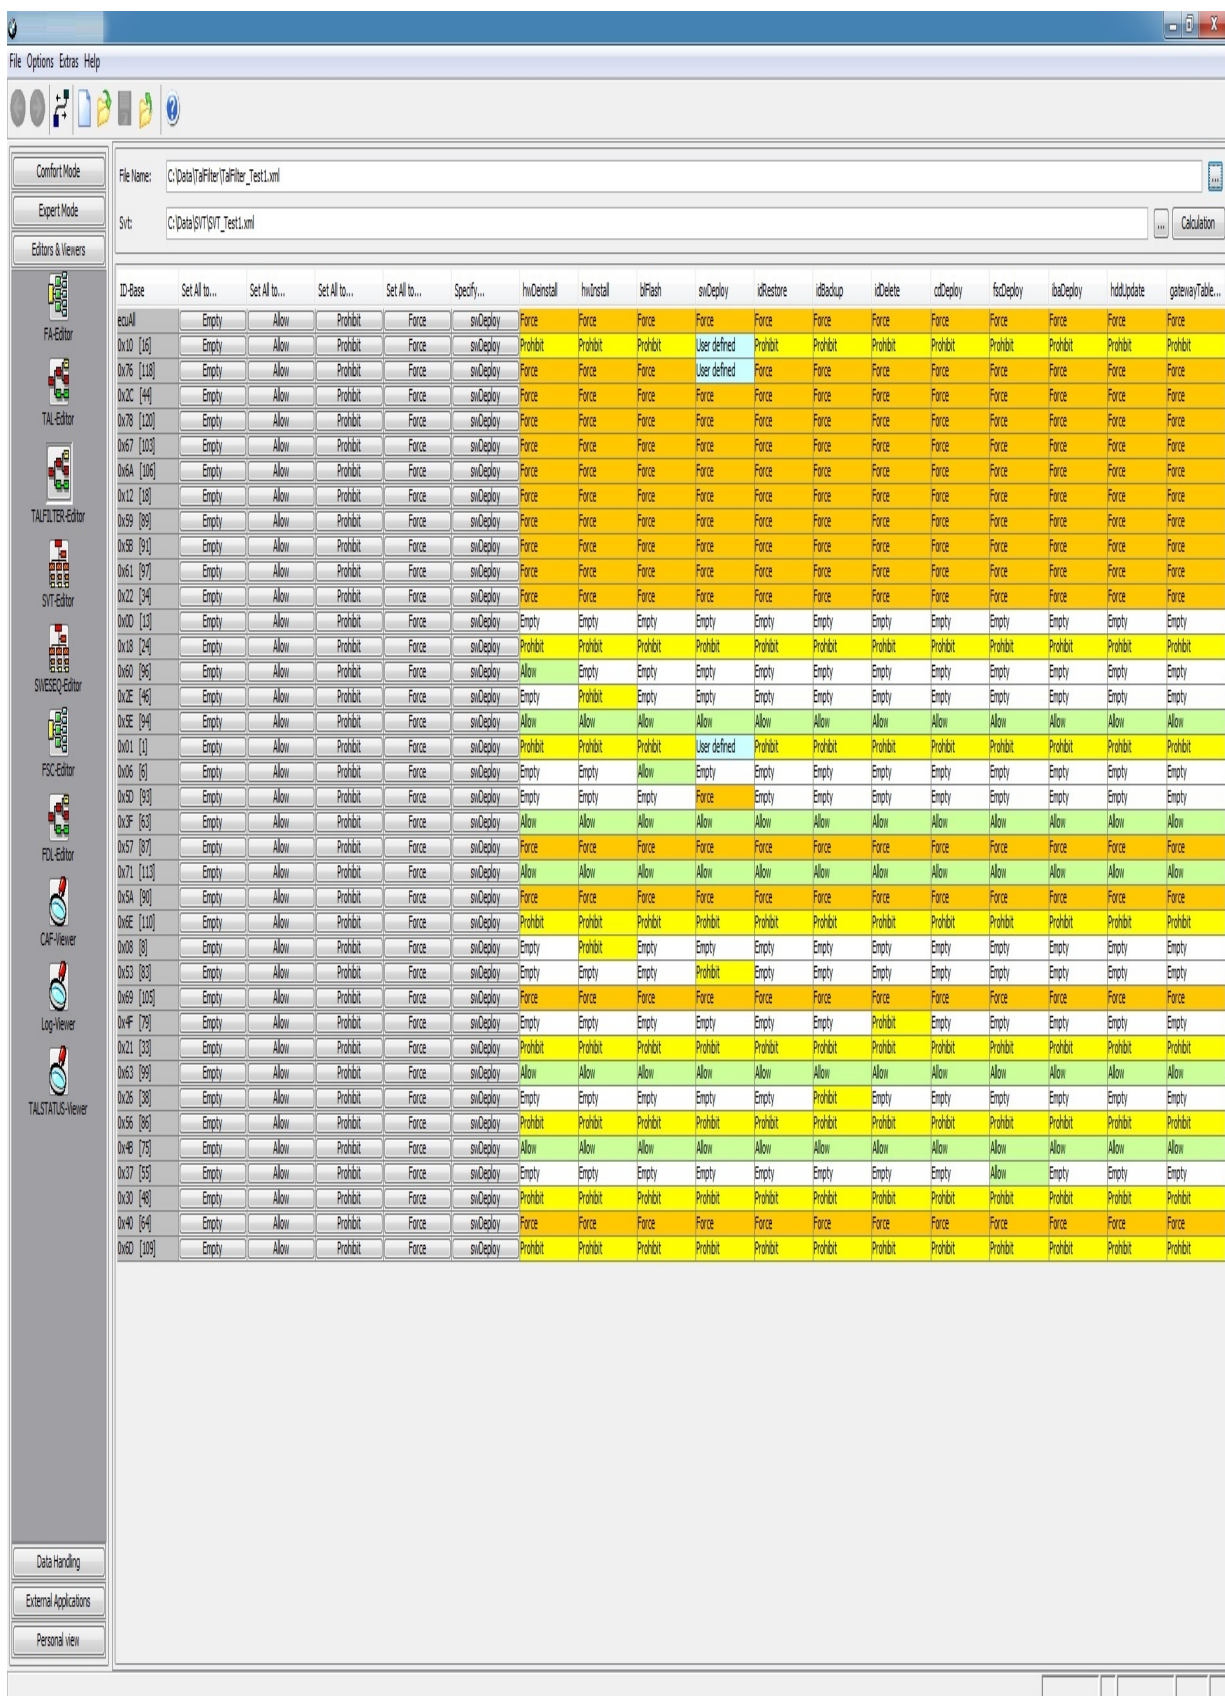 File Options Extras Help
Comfort Mode
Expert Mode
Editors & Viewers
FA-Editor
TAL-Editor
TALFILTER-Editor
SVT-Editor
SWESEQ-Editor
FSC-Editor
FDL-Editor
CAF-Viewer
Log-Viewer
TALSTATUS-Viewer
Data Handling
External Applications
Personal view
File Name: C:\Data\TalFilter\TalFilter_Test1.xml ...
Svt: C:\Data\SVT\SVT_Test1.xml ... Calculation
ID-Base Set All to... Set All to... Set All to... Set All to... Specify... hwDeinstall hwInstall blFlash swDeploy idRestore idBackup idDelete cdDeploy fscDeploy ibaDeploy hddUpdate gatewayTable...
ecuAll Empty Allow Prohibit Force swDeploy Force Force Force Force Force Force Force Force Force Force Force Force
0x10 [16] Empty Allow Prohibit Force swDeploy Prohibit Prohibit Prohibit User defined Prohibit Prohibit Prohibit Prohibit Prohibit Prohibit Prohibit Prohibit
0x76 [118] Empty Allow Prohibit Force swDeploy Force Force Force User defined Force Force Force Force Force Force Force Force
0x2C [44] Empty Allow Prohibit Force swDeploy Force Force Force Force Force Force Force Force Force Force Force Force
0x78 [120] Empty Allow Prohibit Force swDeploy Force Force Force Force Force Force Force Force Force Force Force Force
0x67 [103] Empty Allow Prohibit Force swDeploy Force Force Force Force Force Force Force Force Force Force Force Force
0x6A [106] Empty Allow Prohibit Force swDeploy Force Force Force Force Force Force Force Force Force Force Force Force
0x12 [18] Empty Allow Prohibit Force swDeploy Force Force Force Force Force Force Force Force Force Force Force Force
0x59 [89] Empty Allow Prohibit Force swDeploy Force Force Force Force Force Force Force Force Force Force Force Force
0x5B [91] Empty Allow Prohibit Force swDeploy Force Force Force Force Force Force Force Force Force Force Force Force
0x61 [97] Empty Allow Prohibit Force swDeploy Force Force Force Force Force Force Force Force Force Force Force Force
0x22 [34] Empty Allow Prohibit Force swDeploy Force Force Force Force Force Force Force Force Force Force Force Force
0x0D [13] Empty Allow Prohibit Force swDeploy Empty Empty Empty Empty Empty Empty Empty Empty Empty Empty Empty Empty
0x18 [24] Empty Allow Prohibit Force swDeploy Prohibit Prohibit Prohibit Prohibit Prohibit Prohibit Prohibit Prohibit Prohibit Prohibit Prohibit Prohibit
0x60 [96] Empty Allow Prohibit Force swDeploy Allow Empty Empty Empty Empty Empty Empty Empty Empty Empty Empty Empty
0x2E [46] Empty Allow Prohibit Force swDeploy Empty Prohibit Empty Empty Empty Empty Empty Empty Empty Empty Empty Empty
0x5E [94] Empty Allow Prohibit Force swDeploy Allow Allow Allow Allow Allow Allow Allow Allow Allow Allow Allow Allow
0x01 [1] Empty Allow Prohibit Force swDeploy Prohibit Prohibit Prohibit User defined Prohibit Prohibit Prohibit Prohibit Prohibit Prohibit Prohibit Prohibit
0x06 [6] Empty Allow Prohibit Force swDeploy Empty Empty Allow Empty Empty Empty Empty Empty Empty Empty Empty Empty
0x5D [93] Empty Allow Prohibit Force swDeploy Empty Empty Empty Force Empty Empty Empty Empty Empty Empty Empty Empty
0x3F [63] Empty Allow Prohibit Force swDeploy Allow Allow Allow Allow Allow Allow Allow Allow Allow Allow Allow Allow
0x57 [87] Empty Allow Prohibit Force swDeploy Force Force Force Force Force Force Force Force Force Force Force Force
0x71 [113] Empty Allow Prohibit Force swDeploy Allow Allow Allow Allow Allow Allow Allow Allow Allow Allow Allow Allow
0x5A [90] Empty Allow Prohibit Force swDeploy Force Force Force Force Force Force Force Force Force Force Force Force
0x6E [110] Empty Allow Prohibit Force swDeploy Prohibit Prohibit Prohibit Prohibit Prohibit Prohibit Prohibit Prohibit Prohibit Prohibit Prohibit Prohibit
0x08 [8] Empty Allow Prohibit Force swDeploy Empty Prohibit Empty Empty Empty Empty Empty Empty Empty Empty Empty Empty
0x53 [83] Empty Allow Prohibit Force swDeploy Empty Empty Empty Prohibit Empty Empty Empty Empty Empty Empty Empty Empty
0x69 [105] Empty Allow Prohibit Force swDeploy Force Force Force Force Force Force Force Force Force Force Force Force
0x4F [79] Empty Allow Prohibit Force swDeploy Empty Empty Empty Empty Empty Empty Prohibit Empty Empty Empty Empty Empty
0x21 [33] Empty Allow Prohibit Force swDeploy Prohibit Prohibit Prohibit Prohibit Prohibit Prohibit Prohibit Prohibit Prohibit Prohibit Prohibit Prohibit
0x63 [99] Empty Allow Prohibit Force swDeploy Allow Allow Allow Allow Allow Allow Allow Allow Allow Allow Allow Allow
0x26 [38] Empty Allow Prohibit Force swDeploy Empty Empty Empty Empty Empty Prohibit Empty Empty Empty Empty Empty Empty
0x56 [86] Empty Allow Prohibit Force swDeploy Prohibit Prohibit Prohibit Prohibit Prohibit Prohibit Prohibit Prohibit Prohibit Prohibit Prohibit Prohibit
0x4B [75] Empty Allow Prohibit Force swDeploy Allow Allow Allow Allow Allow Allow Allow Allow Allow Allow Allow Allow
0x37 [55] Empty Allow Prohibit Force swDeploy Empty Empty Empty Empty Empty Empty Empty Empty Allow Empty Empty Empty
0x30 [48] Empty Allow Prohibit Force swDeploy Prohibit Prohibit Prohibit Prohibit Prohibit Prohibit Prohibit Prohibit Prohibit Prohibit Prohibit Prohibit
0x40 [64] Empty Allow Prohibit Force swDeploy Force Force Force Force Force Force Force Force Force Force Force Force
0x6D [109] Empty Allow Prohibit Force swDeploy Prohibit Prohibit Prohibit Prohibit Prohibit Prohibit Prohibit Prohibit Prohibit Prohibit Prohibit Prohibit